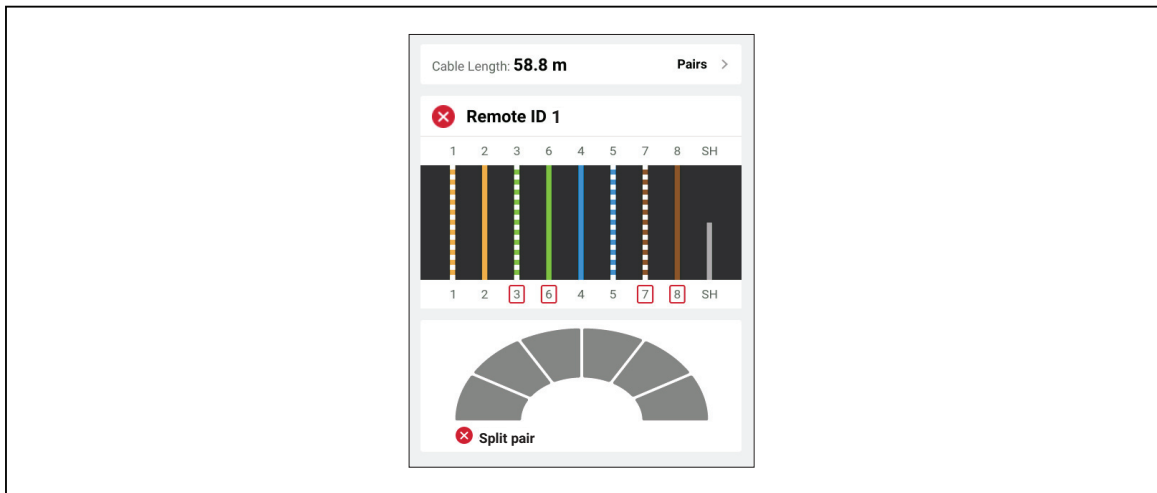 Cable Length: 58.8 m Pairs >
Remote ID 1
1 2 3 6 4 5 7 8 SH
1 2 3 6 4 5 7 8 SH
Split pair